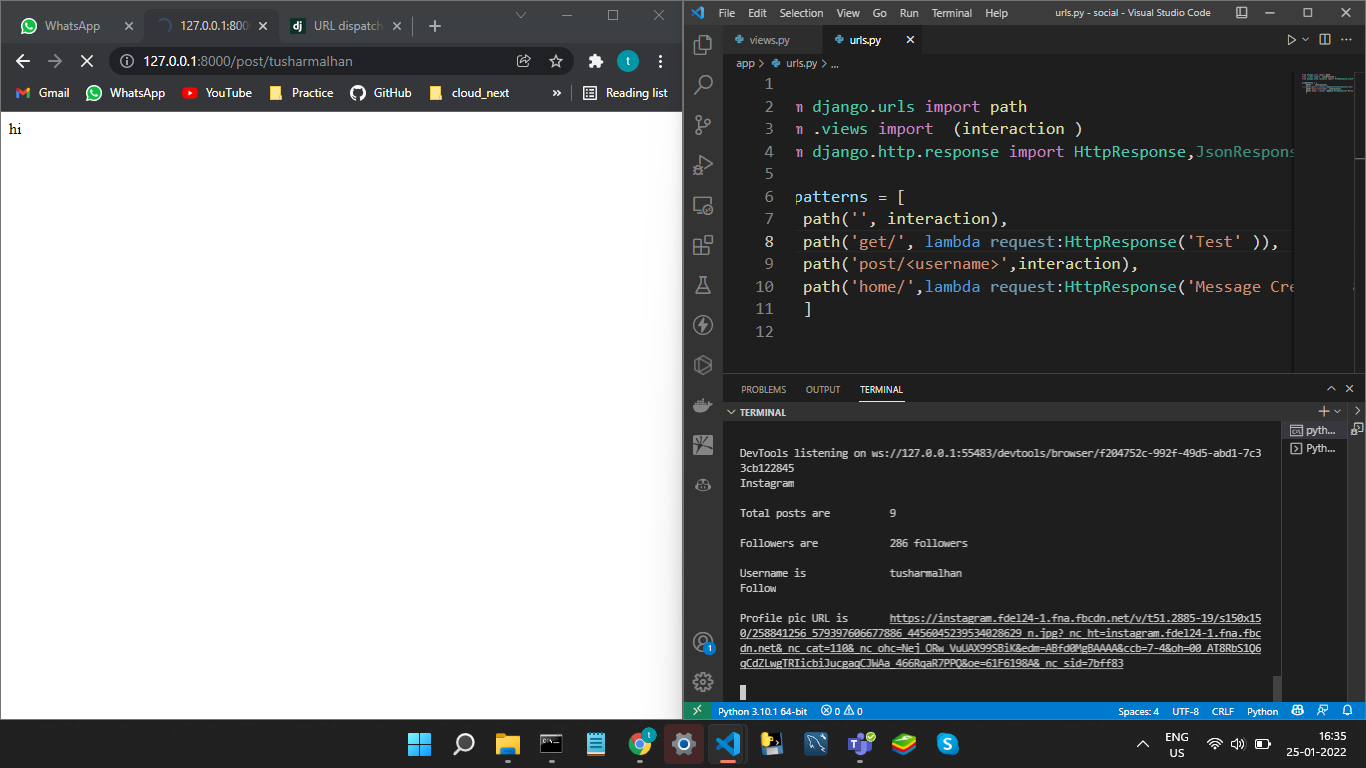 WhatsApp
127.0.0.1:800
URL dispatch
127.0.0.1:8000/post/tusharmalhan
t
Gmail WhatsApp YouTube Practice GitHub cloud_next » Reading list
hi
File Edit Selection View Go Run Terminal Help
urls.py - social - Visual Studio Code
views.py urls.py
app > urls.py > ...
1
2 m django.urls import path
3 m .views import  (interaction )
4 m django.http.response import HttpResponse,JsonRespons
5
6 patterns = [
7 path('', interaction),
8 path('get/', lambda request:HttpResponse('Test' )),
9 path('post/<username>',interaction),
10 path('home/',lambda request:HttpResponse('Message Cre
11 ]
12
PROBLEMS OUTPUT TERMINAL
TERMINAL
pyth...
Pyth...
DevTools listening on ws://127.0.0.1:55483/devtools/browser/f204752c-992f-49d5-abd1-7c3
3cb122845
Instagram
Total posts are 9
Followers are 286 followers
Username is tusharmalhan
Follow
Profile pic URL is https://instagram.fdel24-1.fna.fbcdn.net/v/t51.2885-19/s150x15
0/258841256_579397606677886_4456045239534028629_n.jpg?_nc_ht=instagram.fdel24-1.fna.fbc
dn.net&_nc_cat=110&_nc_ohc=Nej_ORw_VuUAX99SBiK&edm=ABfd0MgBAAAA&ccb=7-4&oh=00_AT8RbS1Q6
qCdZLwgTRIicbiJucgaqCJWAa_466RqaR7PPQ&oe=61F6198A&_nc_sid=7bff83
1
Python 3.10.1 64-bit 0 0 Spaces: 4 UTF-8 CRLF Python
ENG
US
16:35
25-01-2022